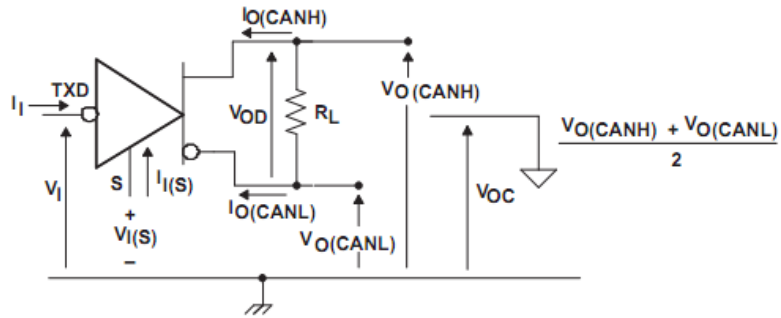 IO(CANH)
TXD
II
VOD
RL
VO(CANH)
VO(CANH) + VO(CANL)
2
VI
S
II(S)
+
VI(S)
–
IO(CANL)
VO(CANL)
VOC